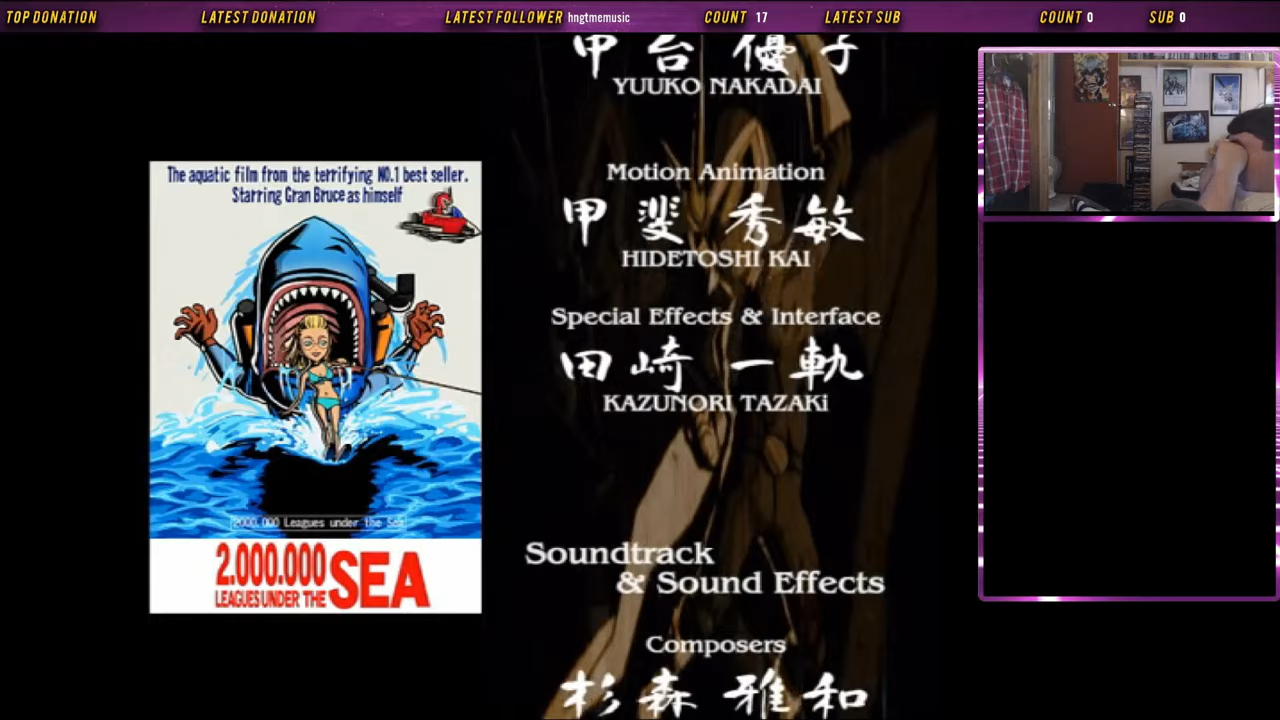 TOP DONATION
LATEST DONATION
LATEST FOLLOWER hngtmemusic
COUNT 17
LATEST SUB
COUNT 0
SUB 0
甲台 優子
YUUKO NAKADAI
Motion Animation
甲斐 秀敏
HIDETOSHI KAI
Special Effects & Interface
田崎 一軌
KAZUNORI TAZAKi
Soundtrack
& Sound Effects
Composers
杉森 雅和
The aquatic film from the terrifying NO.1 best seller.
Starring Gran Bruce as himself
2000.000 Leagues under the Sea
2.000.000
LEAGUES UNDER THE SEA